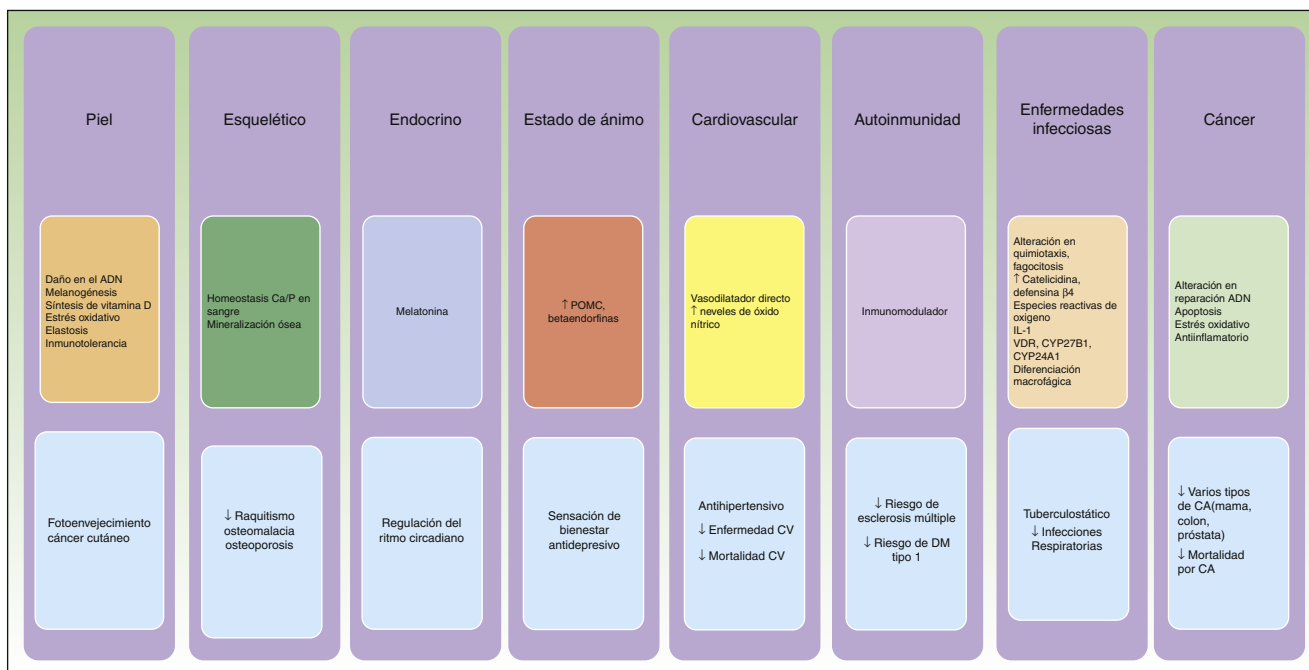 Piel
Daño en el ADN
Melanogénesis
Síntesis de vitamina D
Estrés oxidativo
Elastosis
Inmunotolerancia
Fotoenvejecimiento
cáncer cutáneo
Esquelético
Homeostasis Ca/P en
sangre
Mineralización ósea
↓ Raquitismo
osteomalacia
osteoporosis
Endocrino
Melatonina
Regulación del
ritmo circadiano
Estado de ánimo
↑ POMC,
betaendorfinas
Sensación de
bienestar
antidepresivo
Cardiovascular
Vasodilatador directo
↑ neveles de óxido
nítrico
Antihipertensivo
↓ Enfermedad CV
↓ Mortalidad CV
Autoinmunidad
Inmunomodulador
↓ Riesgo de
esclerosis múltiple
↓ Riesgo de DM
tipo 1
Enfermedades
infecciosas
Alteración en
quimiotaxis,
fagocitosis
↑ Catelicidina,
defensina β4
Especies reactivas de
oxigeno
IL-1
VDR, CYP27B1,
CYP24A1
Diferenciación
macrofágica
Tuberculostático
↓ Infecciones
Respiratorias
Cáncer
Alteración en
reparación ADN
Apoptosis
Estrés oxidativo
Antiinflamatorio
↓ Varios tipos
de CA(mama,
colon,
próstata)
↓ Mortalidad
por CA